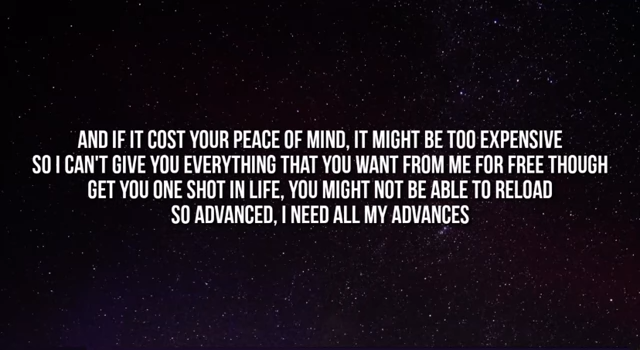 AND IF IT COST YOUR PEACE OF MIND, IT MIGHT BE TOO EXPENSIVE
SO I CAN'T GIVE YOU EVERYTHING THAT YOU WANT FROM ME FOR FREE THOUGH
GET YOU ONE SHOT IN LIFE, YOU MIGHT NOT BE ABLE TO RELOAD
SO ADVANCED, I NEED ALL MY ADVANCES